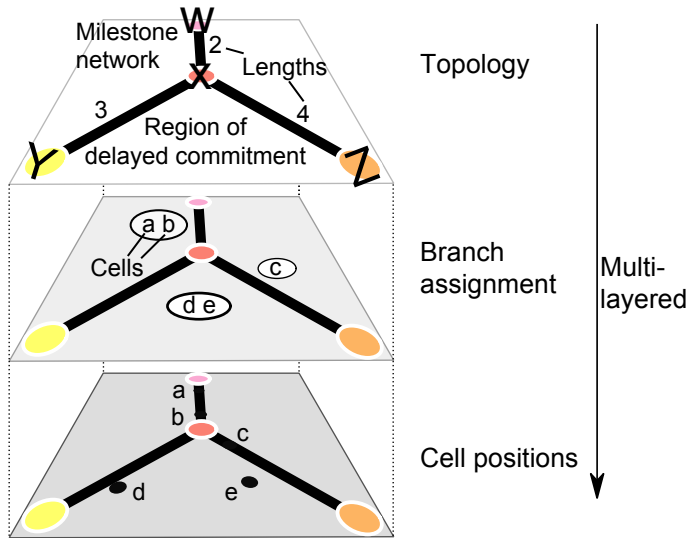 W
Milestone
network
2
Lengths
X
3
4
Region of
delayed commitment
Y
Z
Topology
a b
Cells
c
d e
Branch
assignment
Multi-
layered
a
b
c
d
e
Cell positions